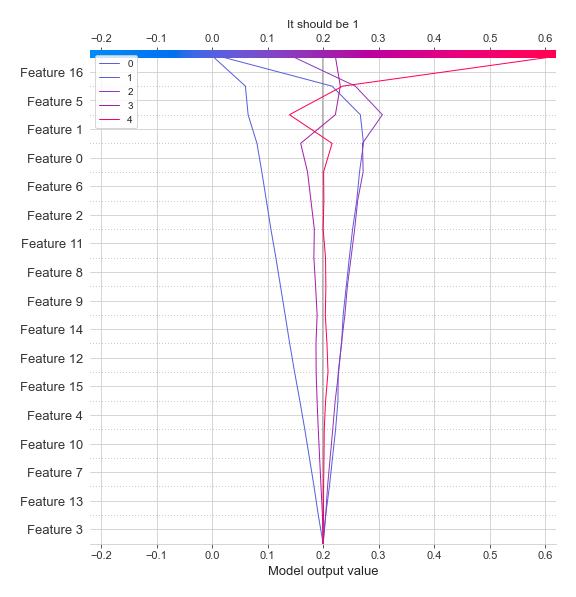 It should be 1
-0.2 -0.1 0.0 0.1 0.2 0.3 0.4 0.5 0.6
0
1
2
3
4
Feature 16
Feature 5
Feature 1
Feature 0
Feature 6
Feature 2
Feature 11
Feature 8
Feature 9
Feature 14
Feature 12
Feature 15
Feature 4
Feature 10
Feature 7
Feature 13
Feature 3
-0.2 -0.1 0.0 0.1 0.2 0.3 0.4 0.5 0.6
Model output value